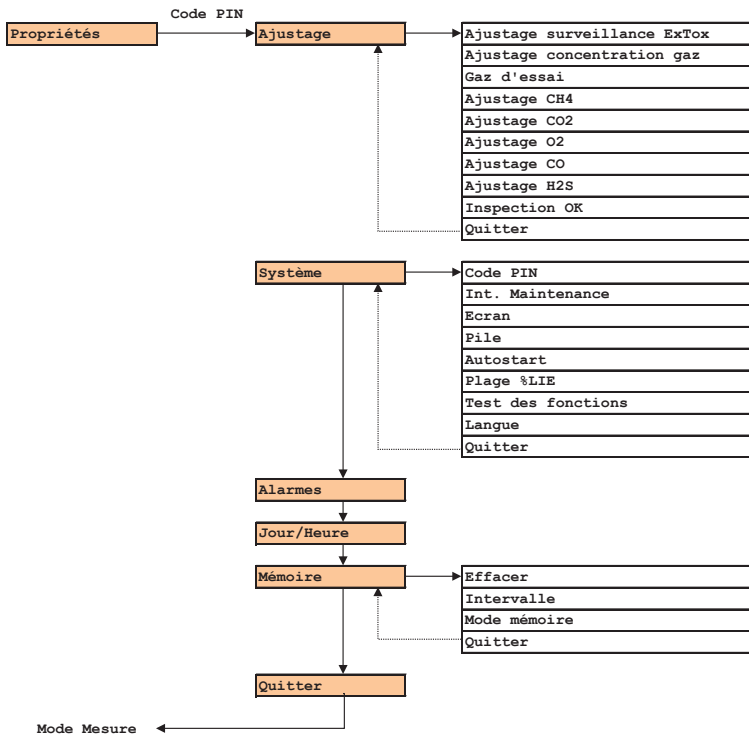 Code PIN
Propriétés
Ajustage
Ajustage surveillance ExTox
Ajustage concentration gaz
Gaz d'essai
Ajustage CH4
Ajustage CO2
Ajustage O2
Ajustage CO
Ajustage H2S
Inspection OK
Quitter
Système
Code PIN
Int. Maintenance
Ecran
Pile
Autostart
Plage %LIE
Test des fonctions
Langue
Quitter
Alarmes
Jour/Heure
Mémoire
Effacer
Intervalle
Mode mémoire
Quitter
Quitter
Mode Mesure